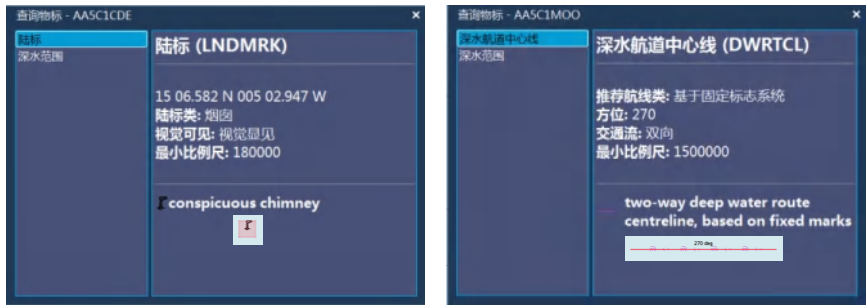 查询物标 - AA5C1CDE
×
陆标
深水范围
陆标 (LNDMRK)
15 06.582 N 005 02.947 W
陆标类: 烟囱
视觉可见: 视觉显见
最小比例尺: 180000
conspicuous chimney
查询物标 - AA5C1MOO
×
深水航道中心线
深水范围
深水航道中心线 (DWRTCL)
推荐航线类: 基于固定标志系统
方位: 270
交通流: 双向
最小比例尺: 1500000
two-way deep water route
centreline, based on fixed marks
270 deg